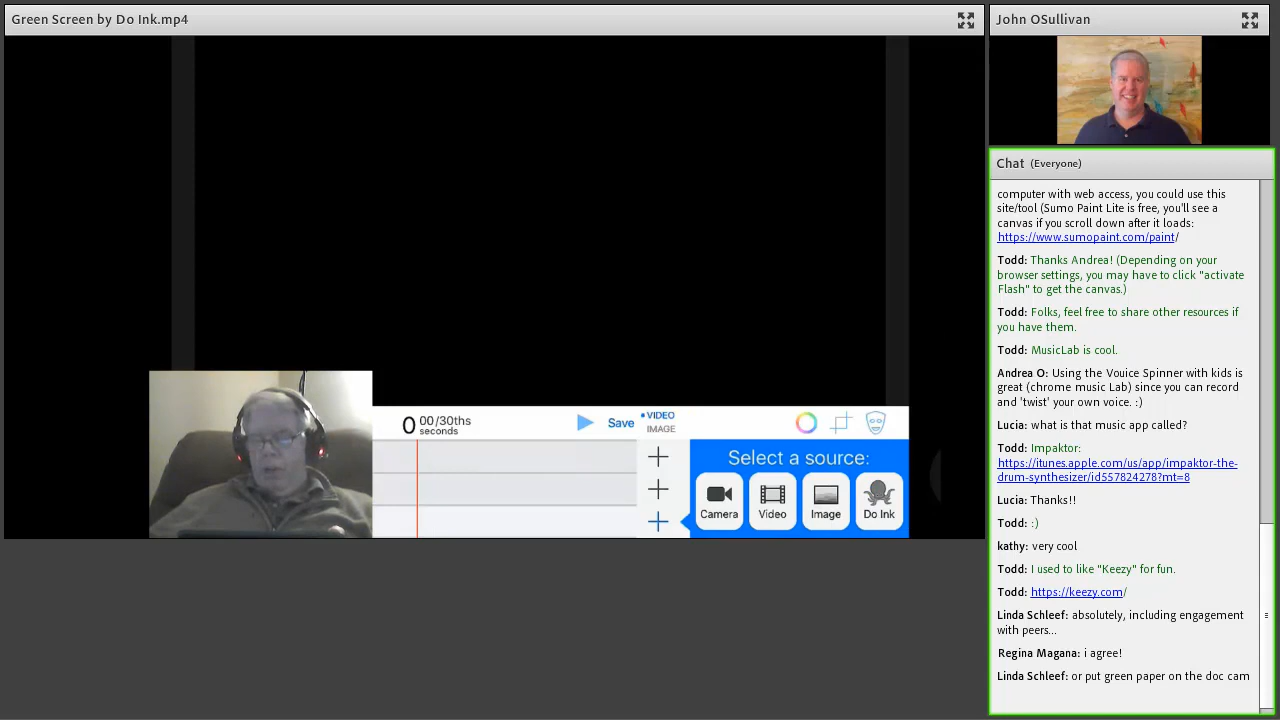 Green Screen by Do Ink.mp4
0 00/30ths
seconds
Save
VIDEO
IMAGE
Select a source:
Camera
Video
Image
Do Ink
John OSullivan
Chat (Everyone)
computer with web access, you could use this
site/tool (Sumo Paint Lite is free, you'll see a
canvas if you scroll down after it loads:
https://www.sumopaint.com/paint/
Todd: Thanks Andrea! (Depending on your
browser settings, you may have to click "activate
Flash" to get the canvas.)
Todd: Folks, feel free to share other resources if
you have them.
Todd: MusicLab is cool.
Andrea O: Using the Vouice Spinner with kids is
great (chrome music Lab) since you can record
and 'twist' your own voice. :)
Lucia: what is that music app called?
Todd: Impaktor:
https://itunes.apple.com/us/app/impaktor-the-
drum-synthesizer/id557824278?mt=8
Lucia: Thanks!!
Todd: :)
kathy: very cool
Todd: I used to like "Keezy" for fun.
Todd: https://keezy.com/
Linda Schleef: absolutely, including engagement
with peers...
Regina Magana: i agree!
Linda Schleef: or put green paper on the doc cam